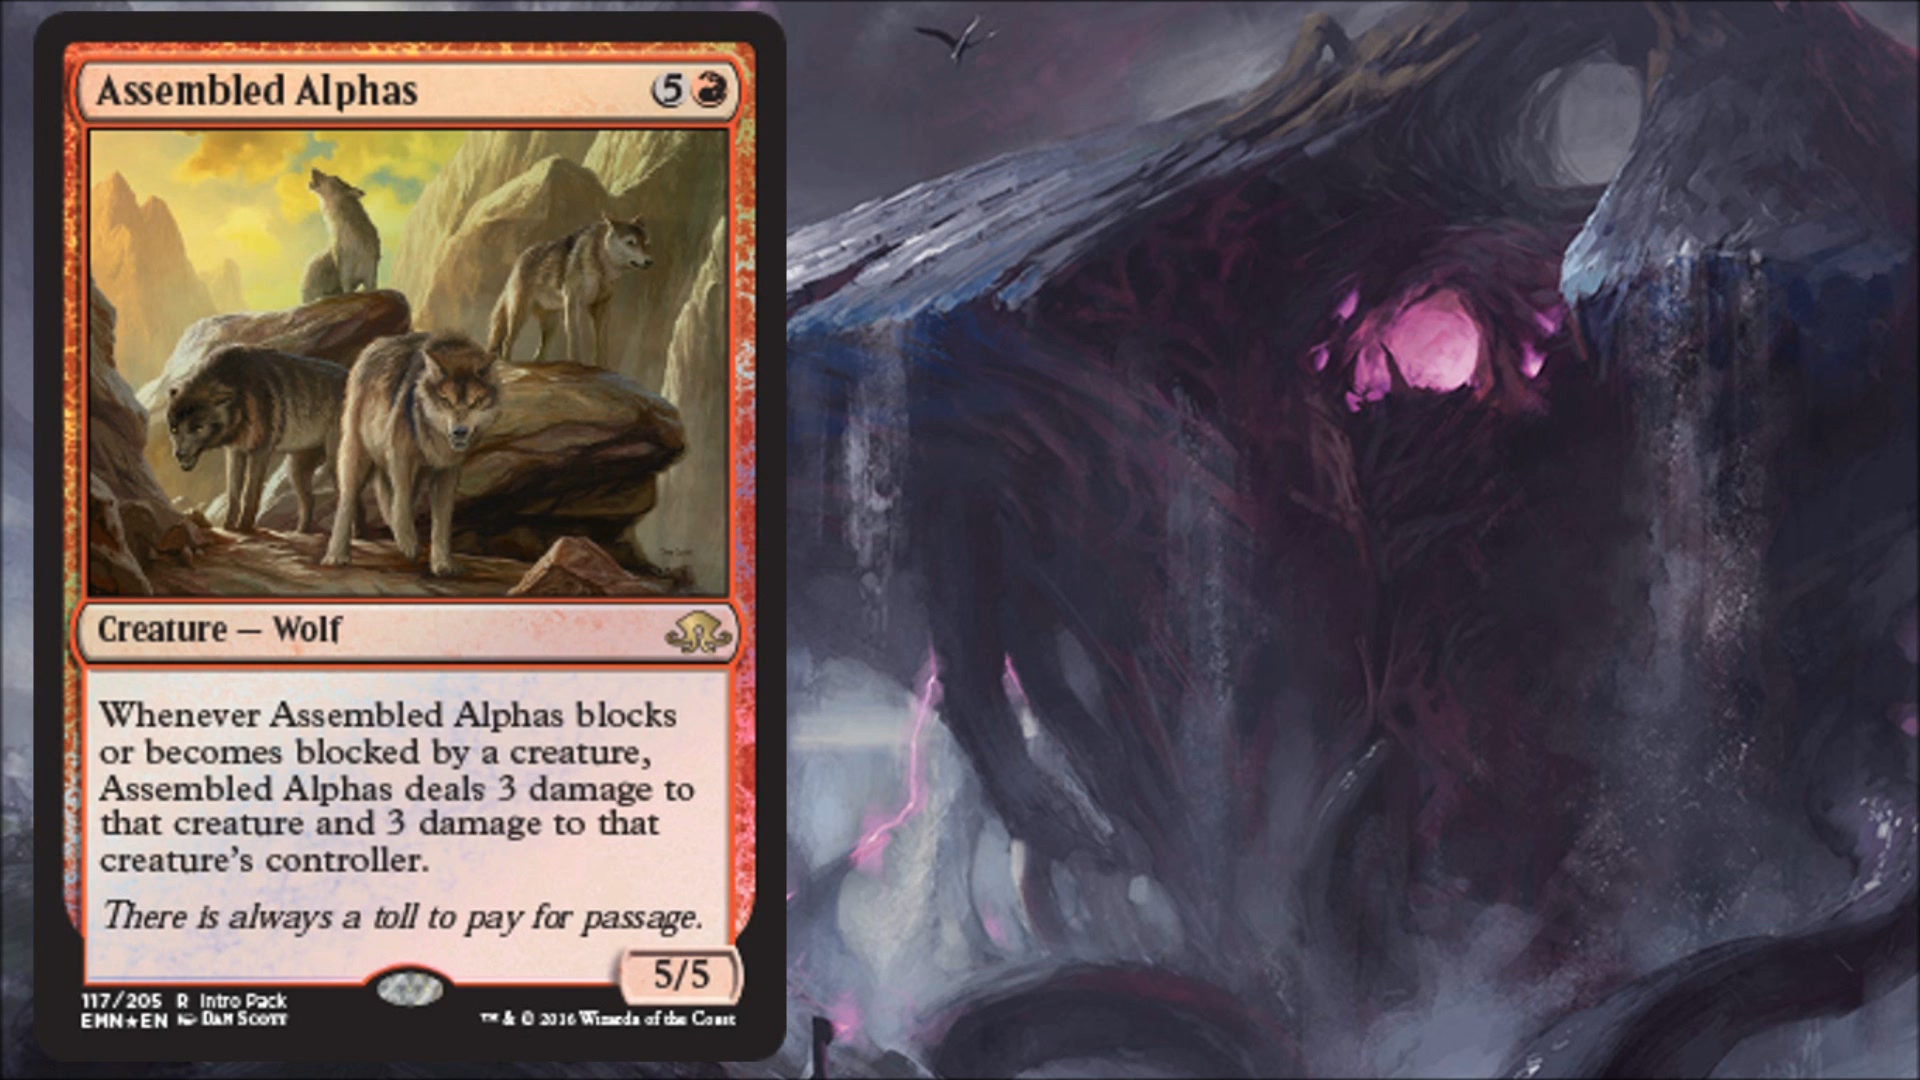 Assembled Alphas 5
Creature — Wolf
Whenever Assembled Alphas blocks
or becomes blocked by a creature,
Assembled Alphas deals 3 damage to
that creature and 3 damage to that
creature's controller.
There is always a toll to pay for passage.
5/5
117/205 R Intro Pack
EMN★EN Dan Scott
™ & © 2016 Wizards of the Coast